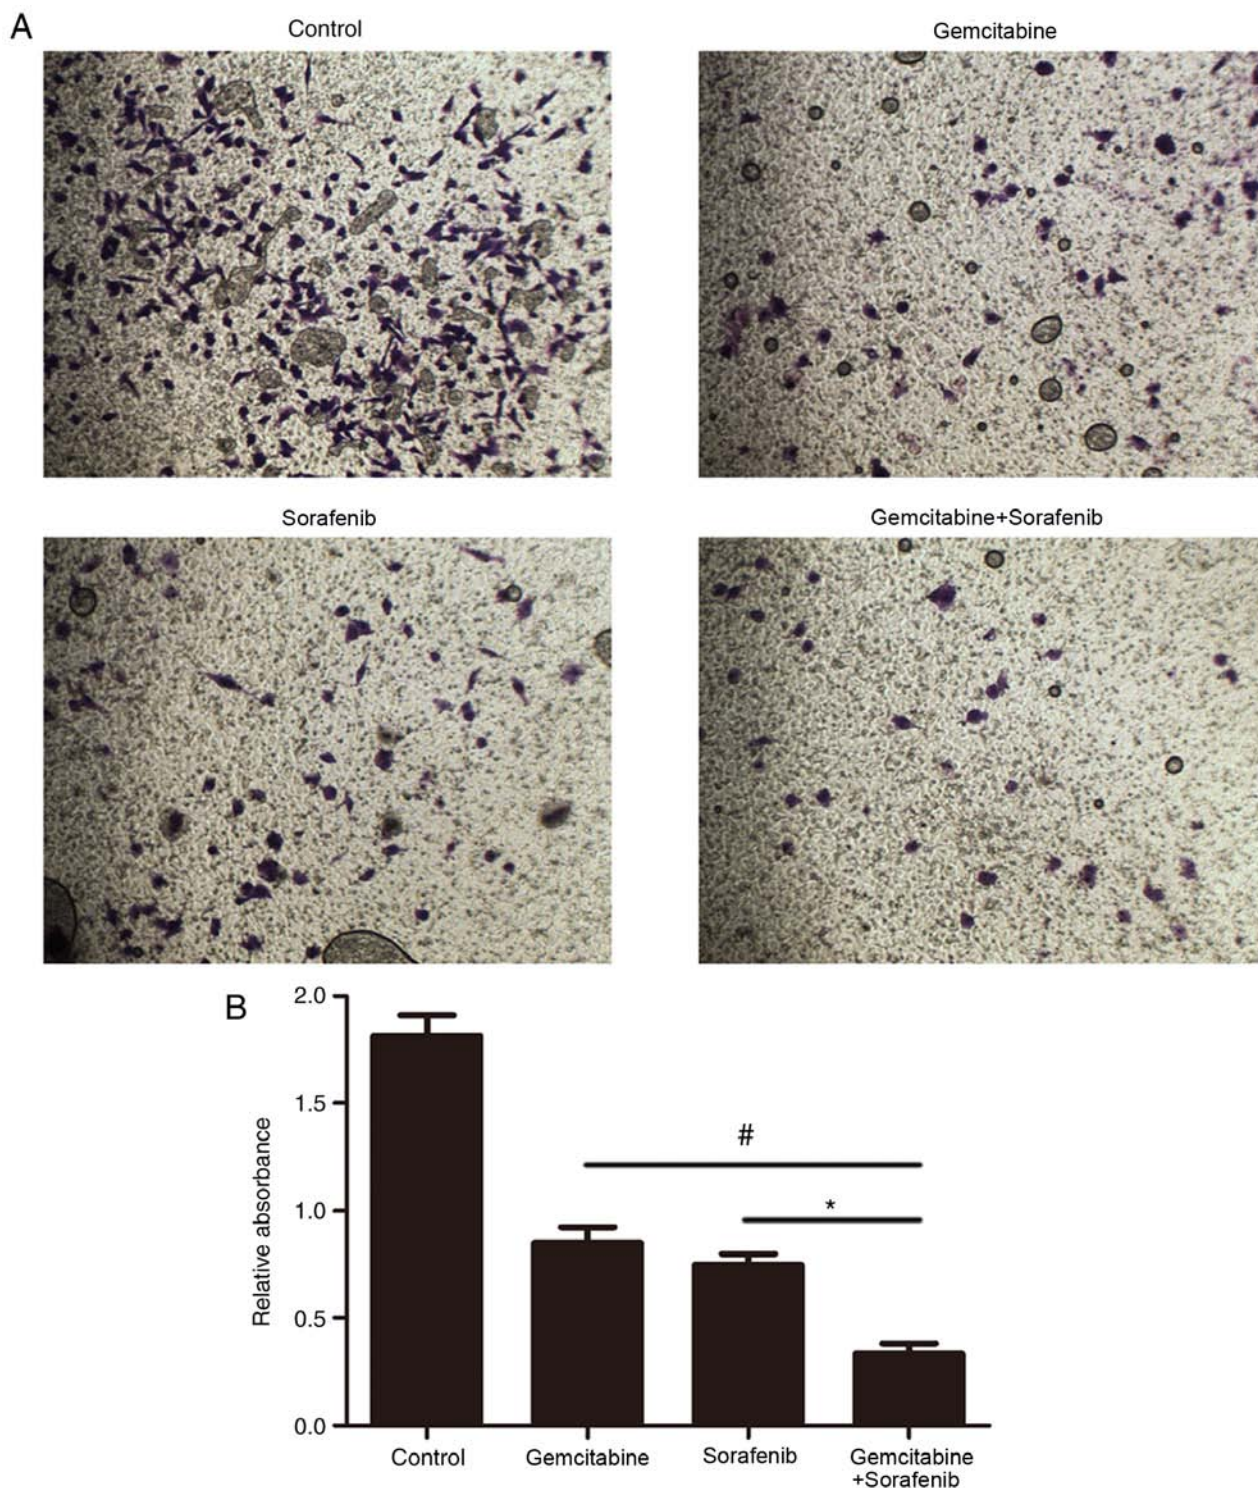 A
Control
Gemcitabine
Sorafenib
Gemcitabine+Sorafenib
B
2.0
1.5
1.0
0.5
0.0
Relative absorbance
#
*
Control
Gemcitabine
Sorafenib
Gemcitabine
+Sorafenib